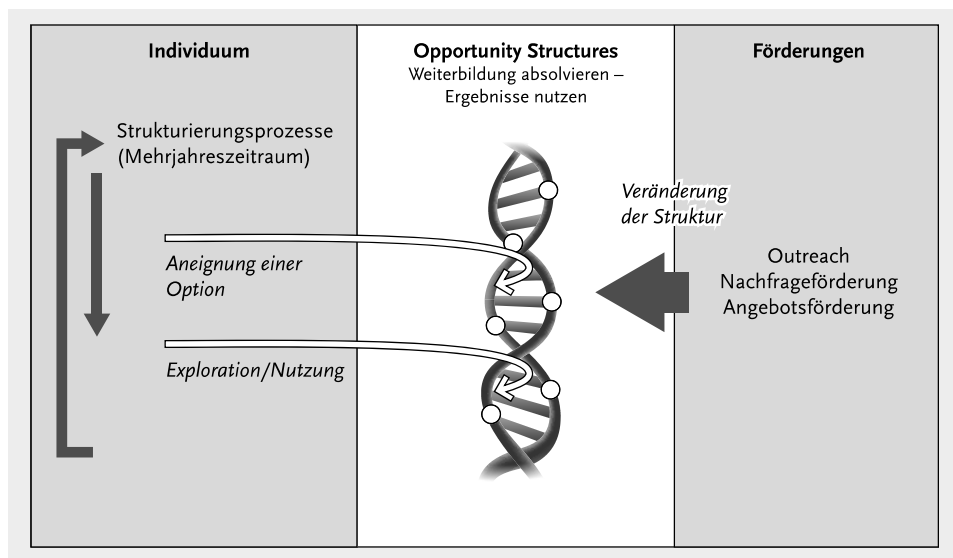 Individuum
Strukturierungsprozesse
(Mehrjahreszeitraum)
Aneignung einer
Option
Exploration/Nutzung
Opportunity Structures
Weiterbildung absolvieren –
Ergebnisse nutzen
Förderungen
Veränderung
der Struktur
Outreach
Nachfrageförderung
Angebotsförderung